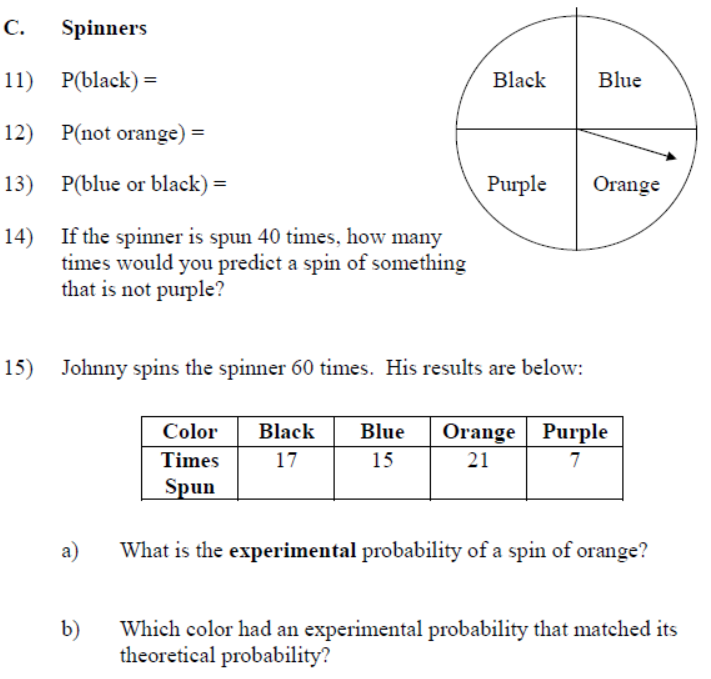 C. Spinners
11) P(black) =
12) P(not orange) =
13) P(blue or black) =
Black Blue
Purple Orange
14) If the spinner is spun 40 times, how many
times would you predict a spin of something
that is not purple?
15) Johnny spins the spinner 60 times. His results are below:
Color Black Blue Orange Purple
Times 17 15 21 7
Spun
a) What is the experimental probability of a spin of orange?
b) Which color had an experimental probability that matched its
theoretical probability?